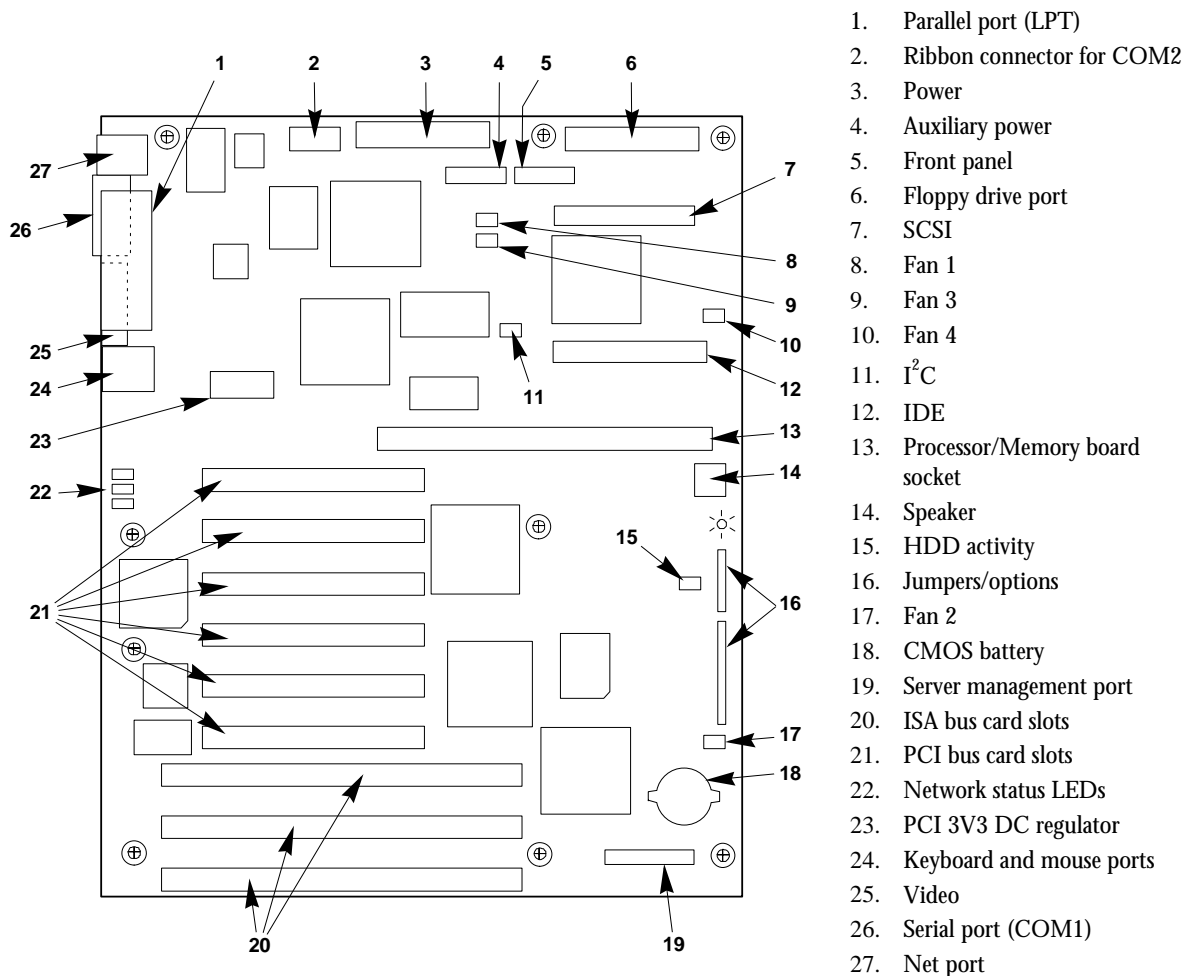 1
2
3
4
5
6
27
7
26
8
9
25
10
24
11
12
23
13
22
14
15
21
16
17
18
20
19
1. Parallel port (LPT)
2. Ribbon connector for COM2
3. Power
4. Auxiliary power
5. Front panel
6. Floppy drive port
7. SCSI
8. Fan 1
9. Fan 3
10. Fan 4
11. I²C
12. IDE
13. Processor/Memory board
socket
14. Speaker
15. HDD activity
16. Jumpers/options
17. Fan 2
18. CMOS battery
19. Server management port
20. ISA bus card slots
21. PCI bus card slots
22. Network status LEDs
23. PCI 3V3 DC regulator
24. Keyboard and mouse ports
25. Video
26. Serial port (COM1)
27. Net port